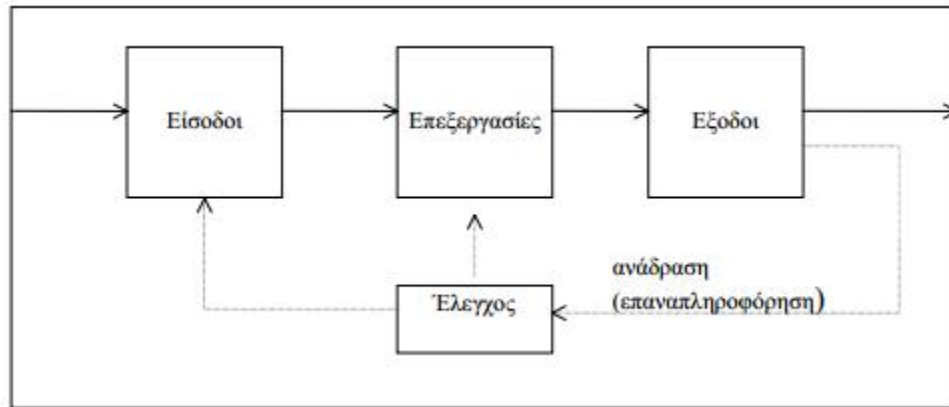 Είσοδοι
Επεξεργασίες
Εξοδοι
ανάδραση
(επαναπληροφόρηση)
Έλεγχος